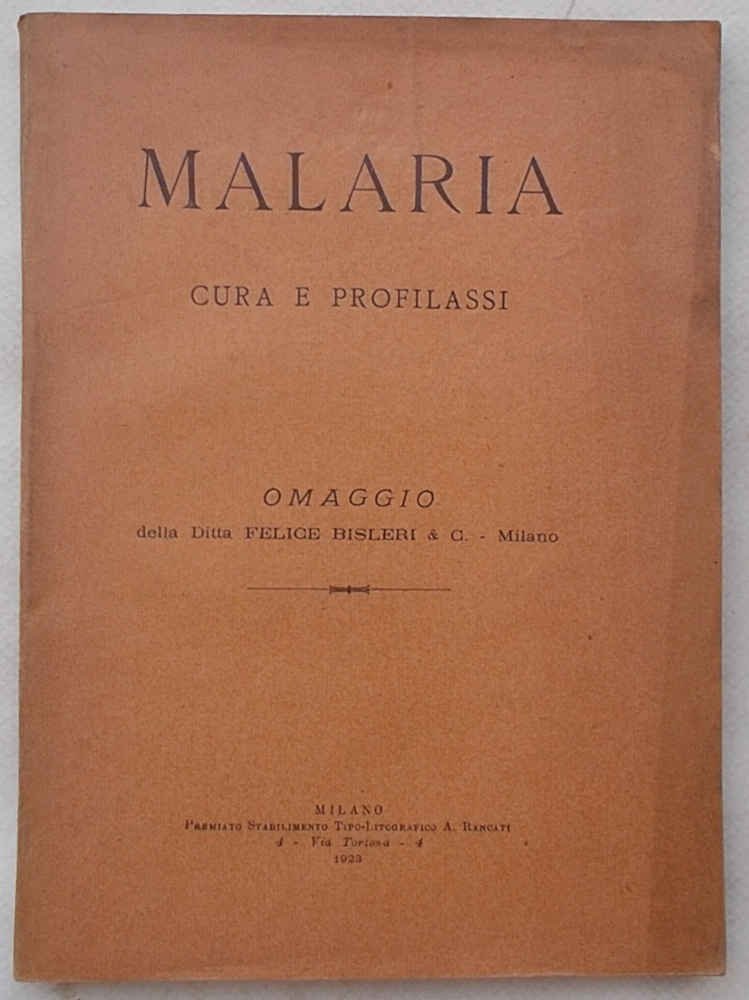 MALARIA
CURA E PROFILASSI
OMAGGIO
della Ditta FELICE BISLERI & C. - Milano
MILANO
PREMIATO STABILIMENTO TIPO-LITOGRAFICO A. RANCATI
4 - Via Tortona - 4
1923